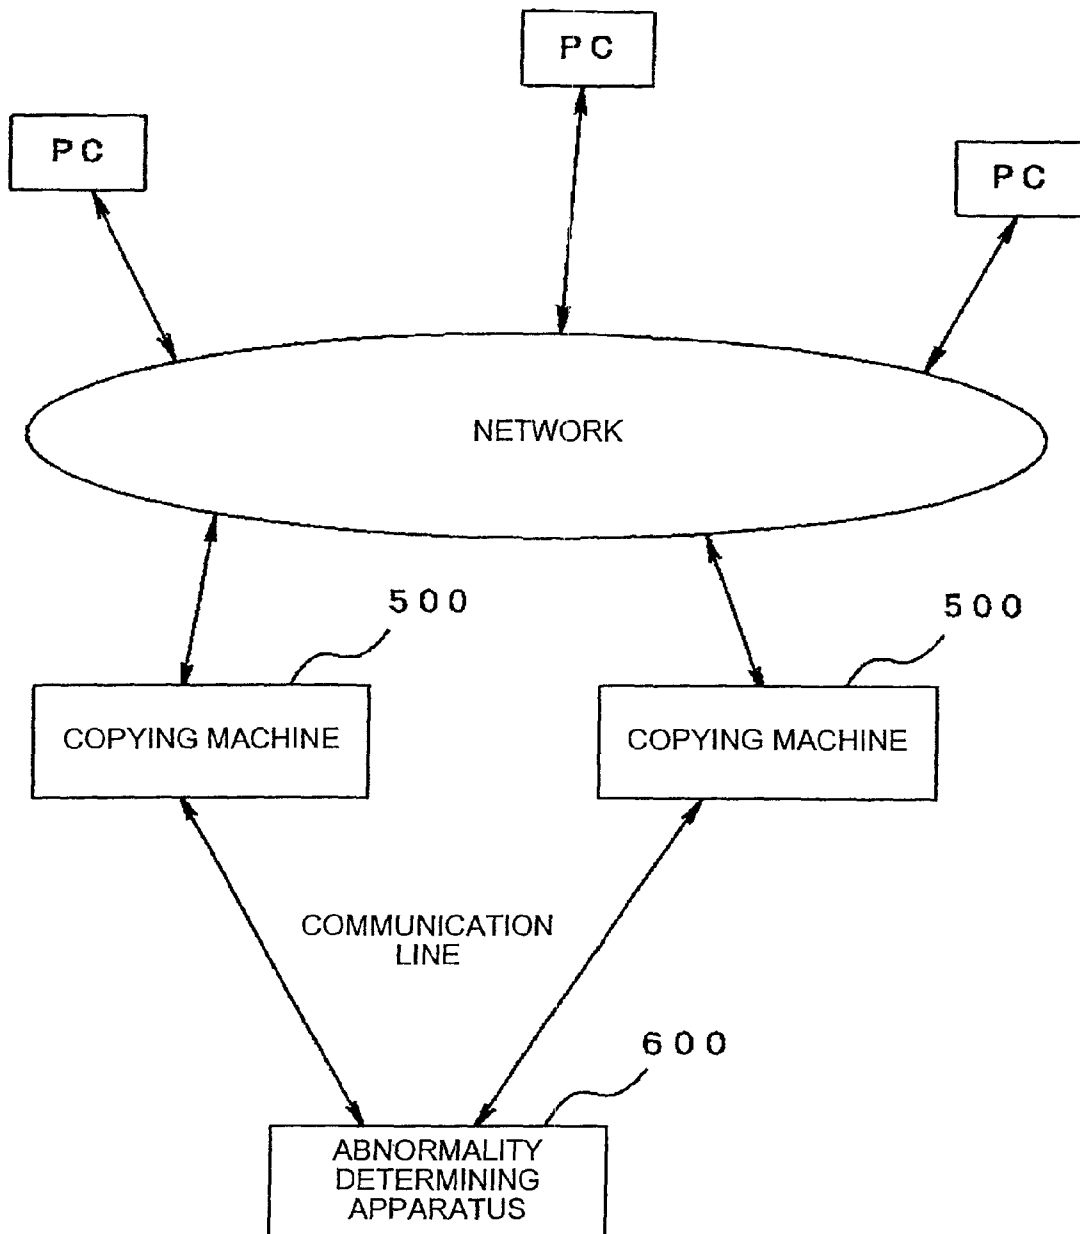 PC
PC
PC
NETWORK
500
500
COPYING MACHINE
COPYING MACHINE
COMMUNICATION
LINE
600
ABNORMALITY
DETERMINING
APPARATUS